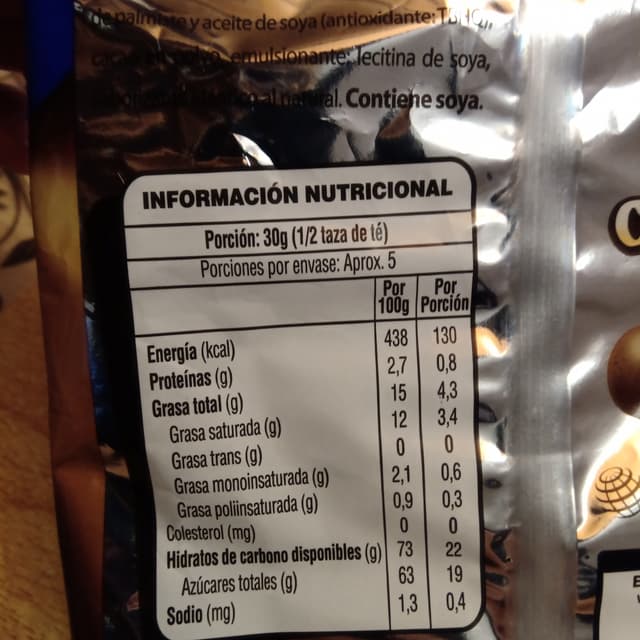 de palmiste y aceite de soya (antioxidante: TBHQ),
emulsionante: lecitina de soya,
al natural. Contiene soya.
INFORMACIÓN NUTRICIONAL
Porción: 30g (1/2 taza de té)
Porciones por envase: Aprox. 5
Por 100g Por Porción
Energía (kcal) 438 130
Proteínas (g) 2,7 0,8
Grasa total (g) 15 4,3
Grasa saturada (g) 12 3,4
Grasa trans (g) 0 0
Grasa monoinsaturada (g) 2,1 0,6
Grasa poliinsaturada (g) 0,9 0,3
Colesterol (mg) 0 0
Hidratos de carbono disponibles (g) 73 22
Azúcares totales (g) 63 19
Sodio (mg) 1,3 0,4